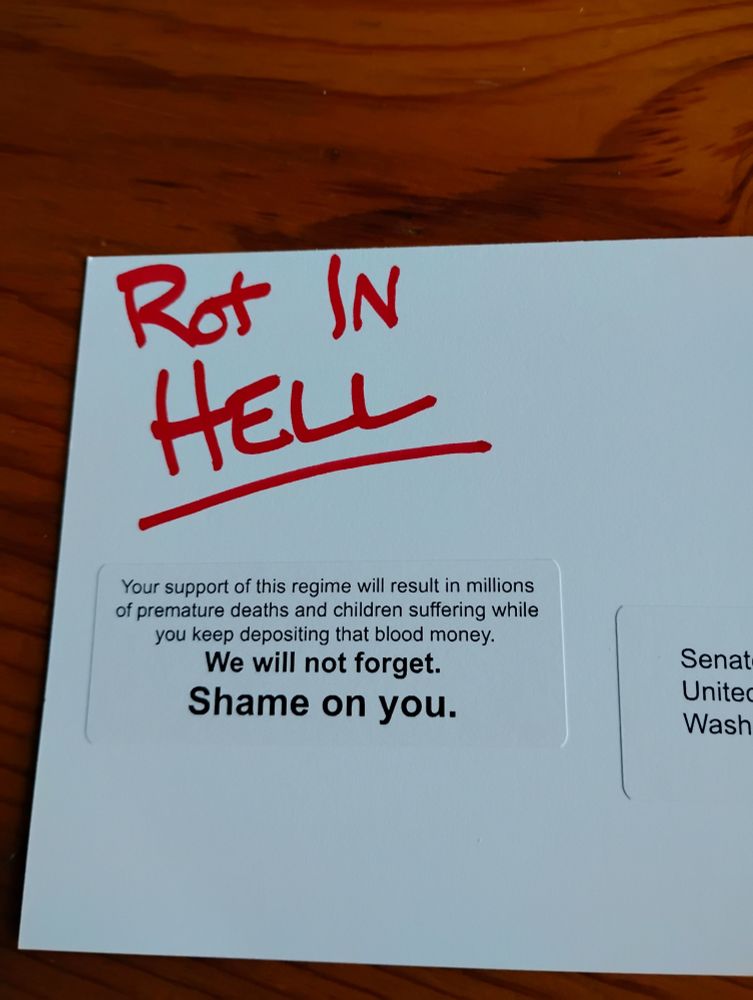 Rot IN
HELL
Your support of this regime will result in millions
of premature deaths and children suffering while
you keep depositing that blood money.
We will not forget.
Shame on you.